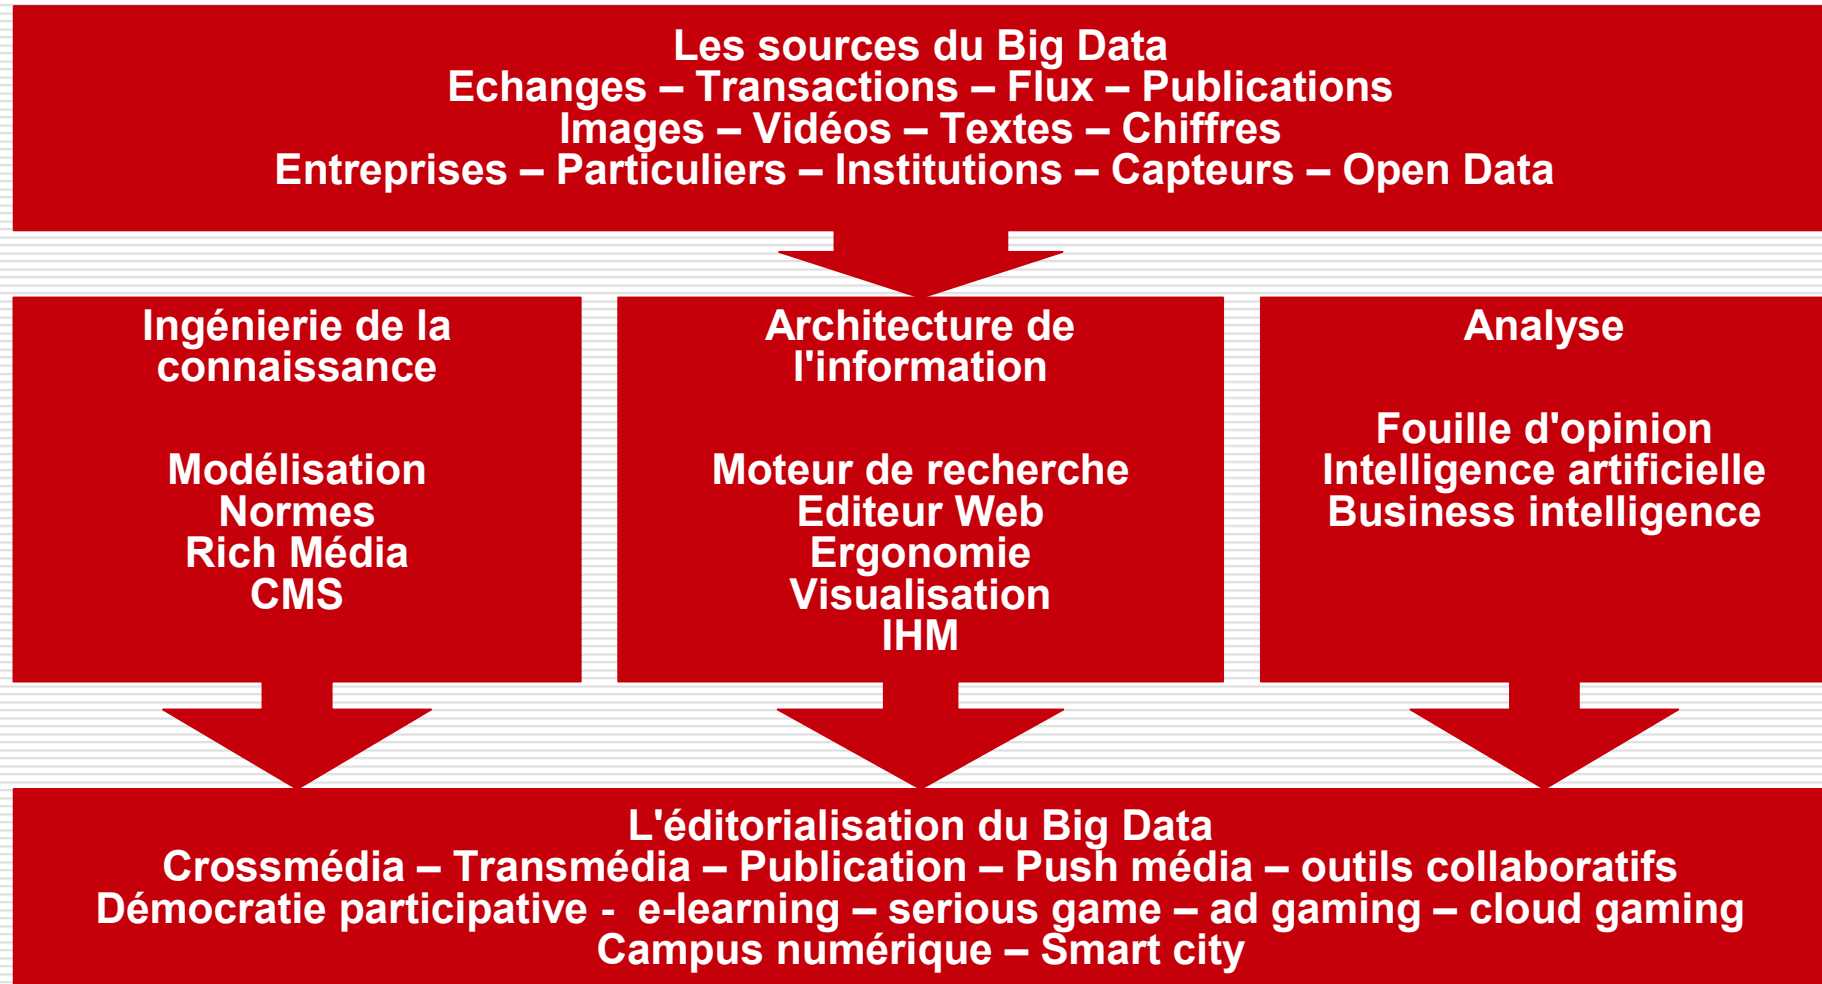 Les sources du Big Data
Echanges – Transactions – Flux – Publications
Images – Vidéos – Textes – Chiffres
Entreprises – Particuliers – Institutions – Capteurs – Open Data
Ingénierie de la
connaissance
Modélisation
Normes
Rich Média
CMS
Architecture de
l'information
Moteur de recherche
Editeur Web
Ergonomie
Visualisation
IHM
Analyse
Fouille d'opinion
Intelligence artificielle
Business intelligence
L'éditorialisation du Big Data
Crossmédia – Transmédia – Publication – Push média – outils collaboratifs
Démocratie participative -  e-learning – serious game – ad gaming – cloud gaming
Campus numérique – Smart city